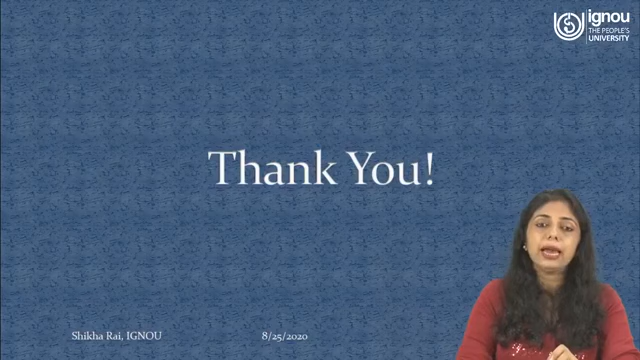 ignou
THE PEOPLE'S
UNIVERSITY
Thank You!
Shikha Rai, IGNOU 8/25/2020